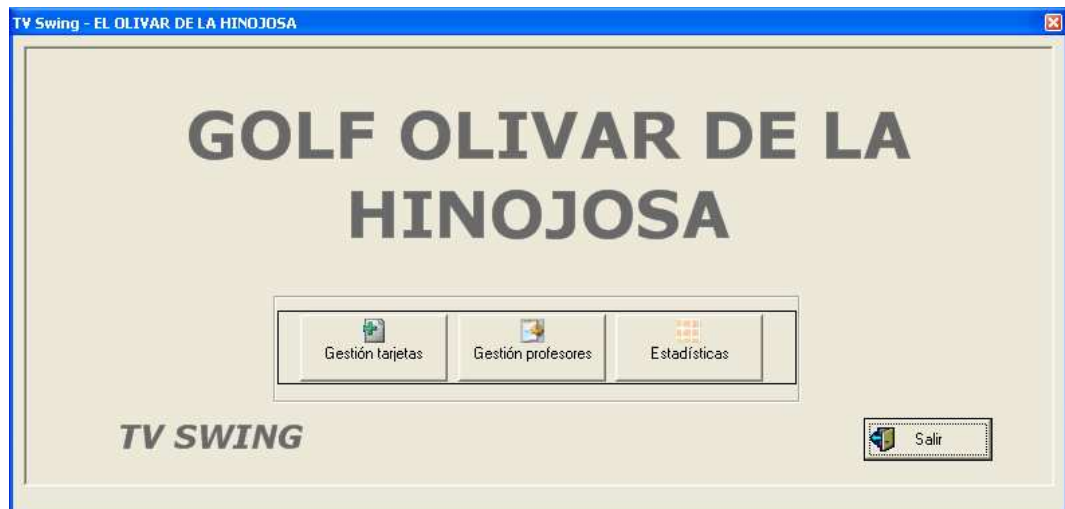 TV Swing - EL OLIVAR DE LA HINOJOSA
GOLF OLIVAR DE LA
HINOJOSA
Gestión tarjetas
Gestión profesores
Estadísticas
TV SWING
Salir